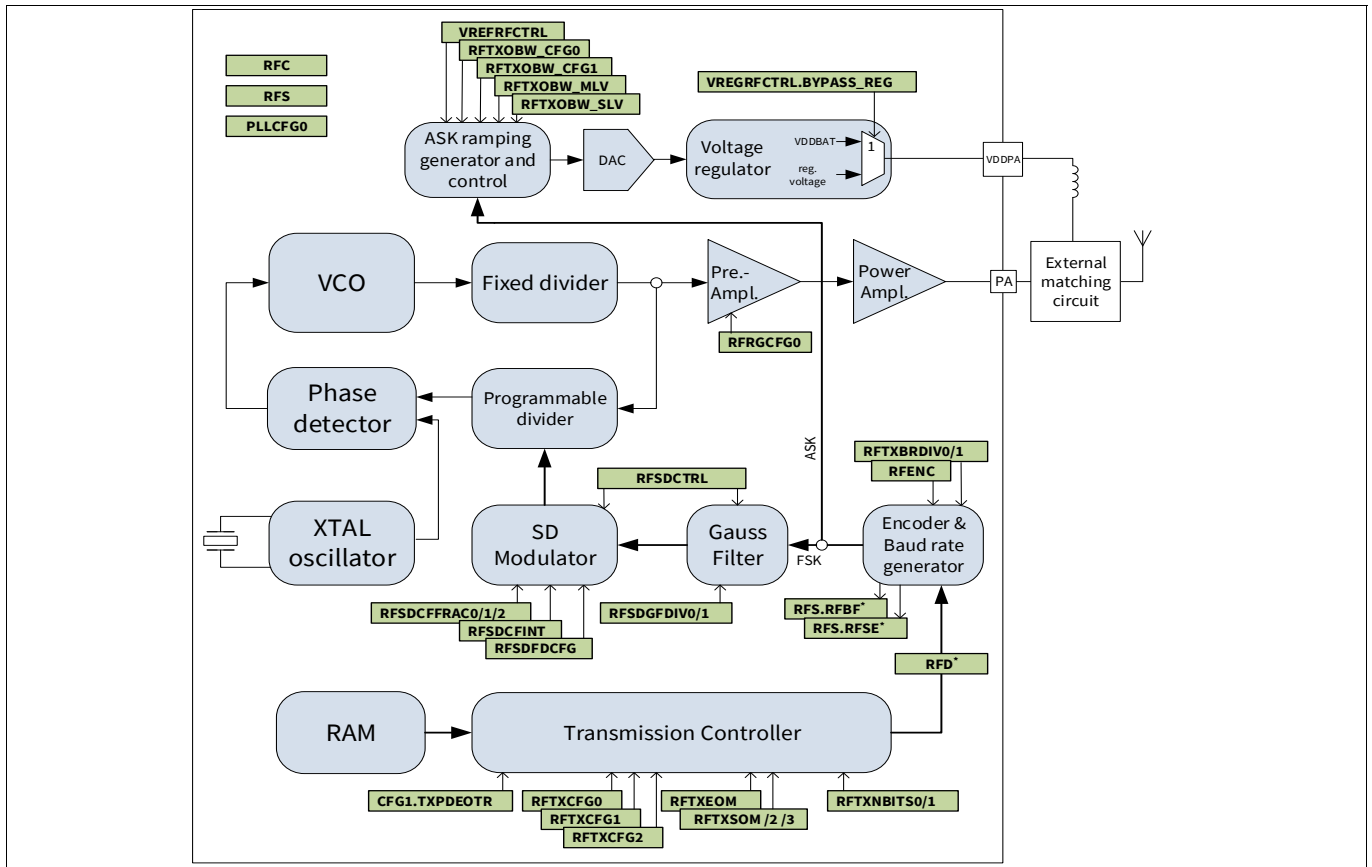 VREFRFCTRL
RFTXOBW_CFG0
RFTXOBW_CFG1
RFTXOBW_MLV
RFTXOBW_SLV
RFC
RFS
PLLCFG0
VREGRFCTRL.BYPASS_REG
ASK ramping
generator and
control
DAC
Voltage
regulator
VDDBAT
reg.
voltage
1
VDDPA
VCO
Fixed divider
Pre.-
Ampl.
Power
Ampl.
PA
External
matching
circuit
RFRGCFG0
Phase
detector
Programmable
divider
ASK
RFTXBRDIV0/1
RFENC
RFSDCTRL
XTAL
oscillator
SD
Modulator
Gauss
Filter
FSK
Encoder &
Baud rate
generator
RFSDCFFRAC0/1/2
RFSDCFINT
RFSDFDCFG
RFSDGFDIV0/1
RFS.RFBF*
RFS.RFSE*
RFD*
RAM
Transmission Controller
CFG1.TXPDEOTR
RFTXCFG0
RFTXCFG1
RFTXCFG2
RFTXEOM
RFTXSOM /2 /3
RFTXNBITS0/1